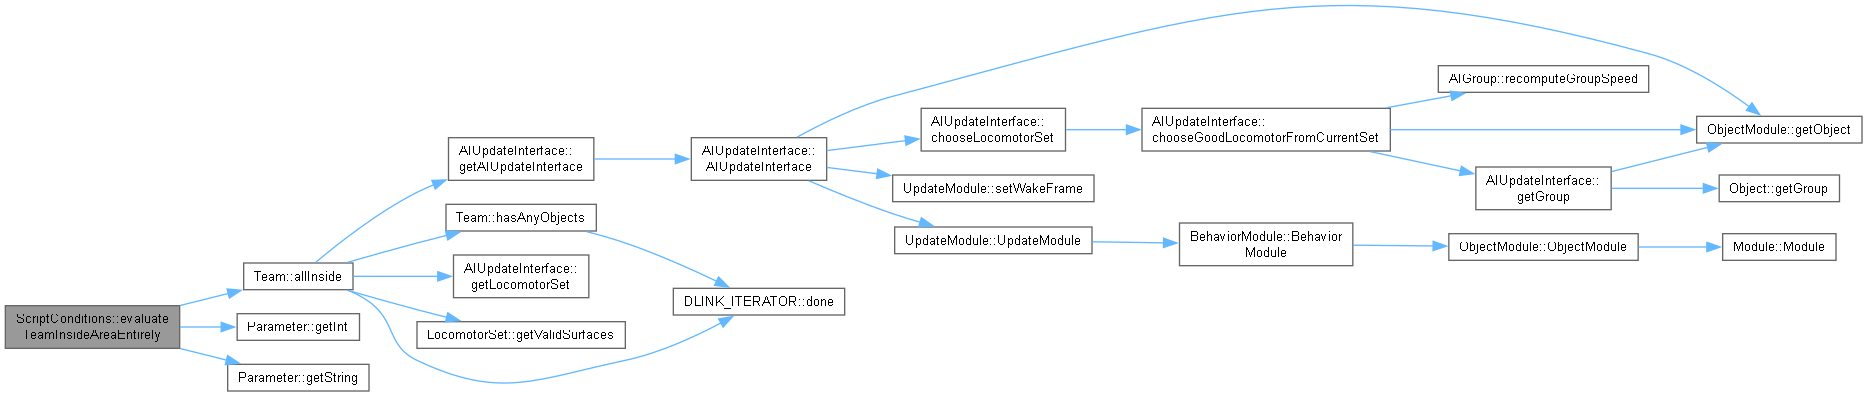 ScriptConditions::evaluate
TeamInsideAreaEntirely
Team::allInside
Parameter::getInt
Parameter::getString
AIUpdateInterface::
getAIUpdateInterface
Team::hasAnyObjects
AIUpdateInterface::
getLocomotorSet
LocomotorSet::getValidSurfaces
AIUpdateInterface::
AIUpdateInterface
DLINK_ITERATOR::done
AIUpdateInterface::
chooseLocomotorSet
UpdateModule::setWakeFrame
UpdateModule::UpdateModule
AIUpdateInterface::
chooseGoodLocomotorFromCurrentSet
BehaviorModule::Behavior
Module
AIGroup::recomputeGroupSpeed
AIUpdateInterface::
getGroup
ObjectModule::ObjectModule
ObjectModule::getObject
Object::getGroup
Module::Module